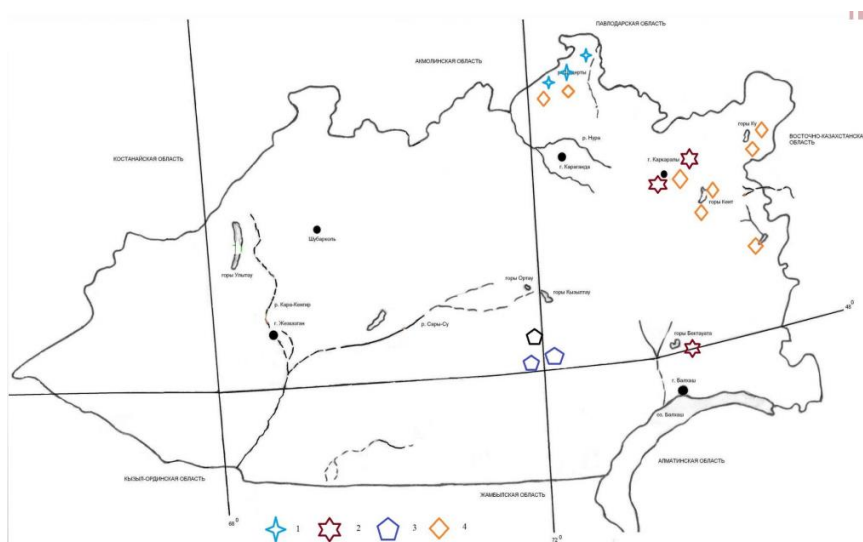 ПАВЛОДАРСКАЯ ОБЛАСТЬ
АКМОЛИНСКАЯ ОБЛАСТЬ
КОСТАНАЙСКАЯ ОБЛАСТЬ
ВОСТОЧНО-КАЗАХСТАНСКАЯ
ОБЛАСТЬ
горы Ку
р. Нура
г. Караганда
г. Каркаралы
горы Кент
Шубарколь
горы Улытау
р. Кара-Кенгир
г. Жезказган
р. Сары-Су
горы Ортау
горы Кызылтау
48⁰
горы Бектауата
г. Балхаш
оз. Балхаш
АЛМАТИНСКАЯ ОБЛАСТЬ
КЫЗЫЛ-ОРДИНСКАЯ ОБЛАСТЬ
ЖАМБЫЛСКАЯ ОБЛАСТЬ
72⁰
1 2 3 4